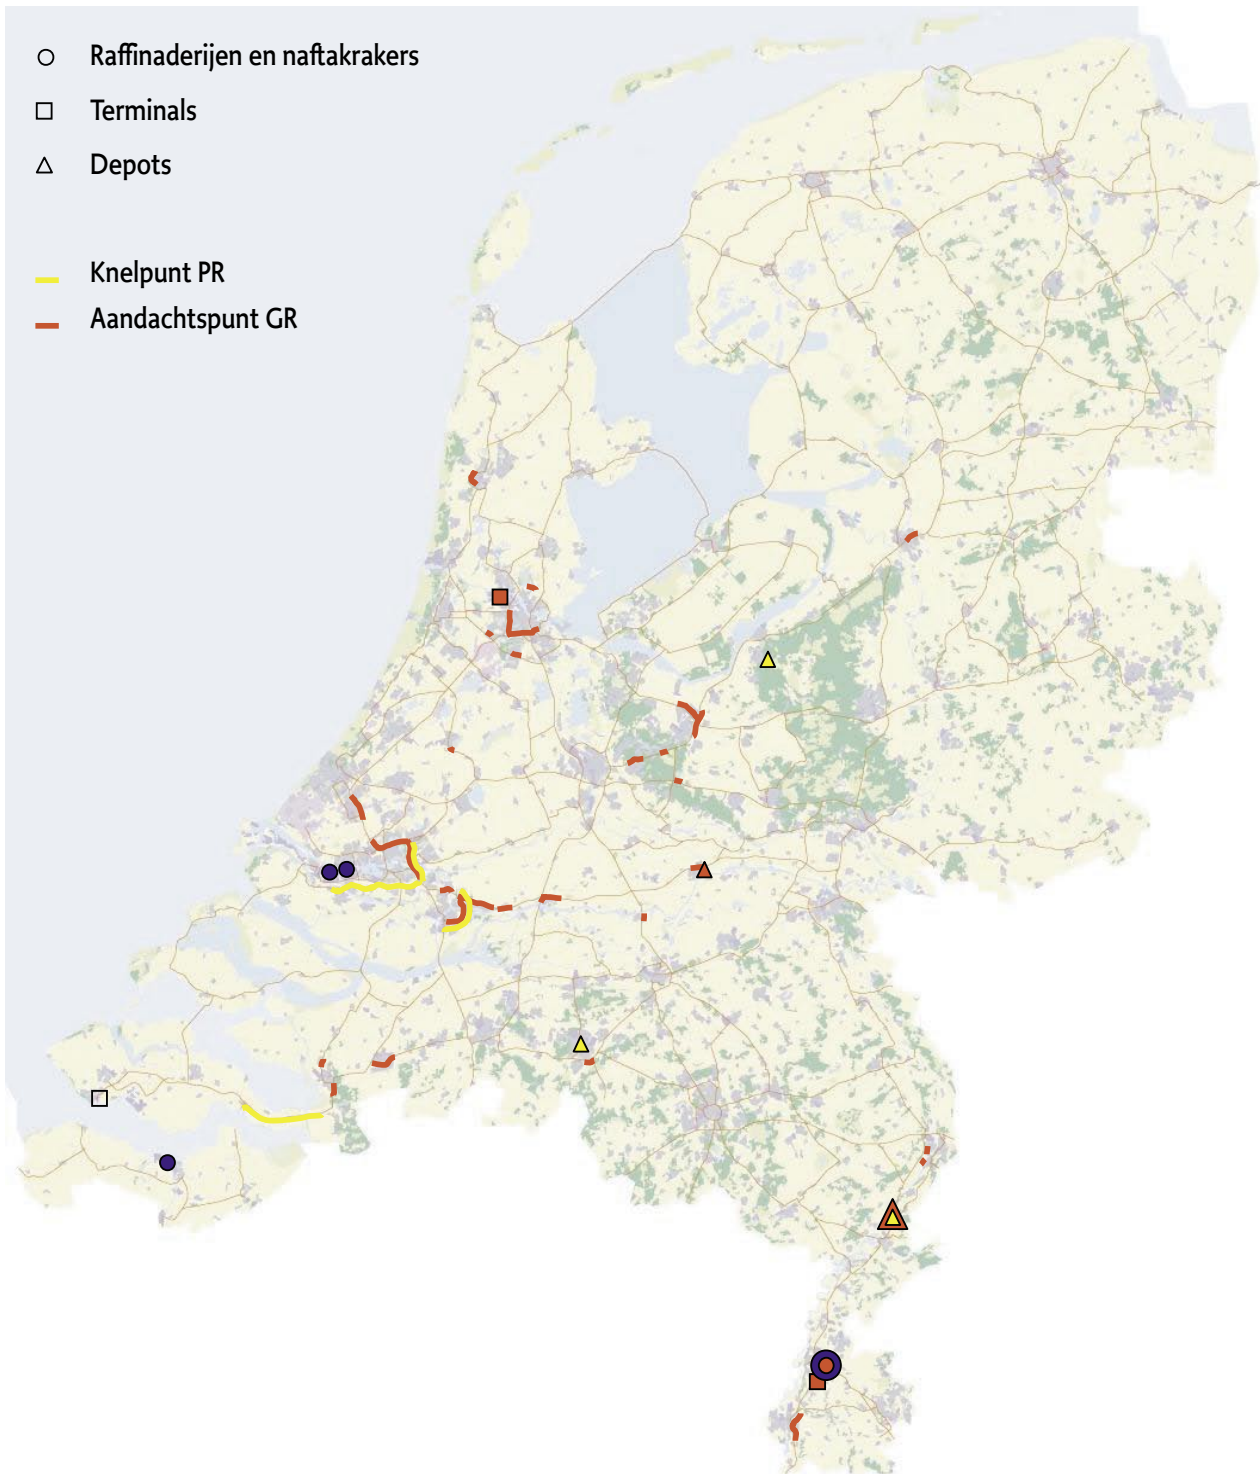 Raffinaderijen en naftakrakers
Terminals
Depots
Knelpunt PR
Aandachtspunt GR